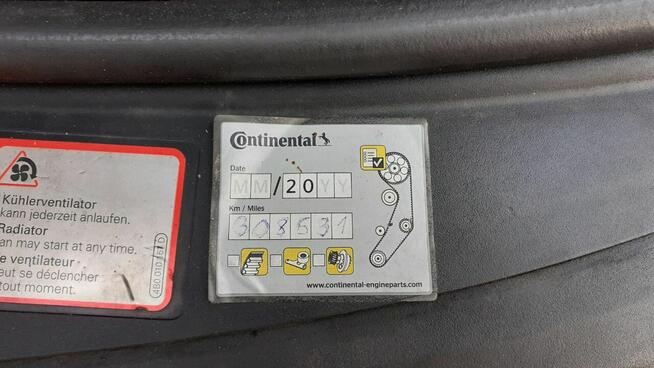 Kühlerventilator
kann jederzeit anlaufen.
Radiator
an may start at any time.
e ventilateur
eut se déclencher
tout moment.
Continental
Date
MM/20YY
Km / Miles
308531
www.continental-engineparts.com